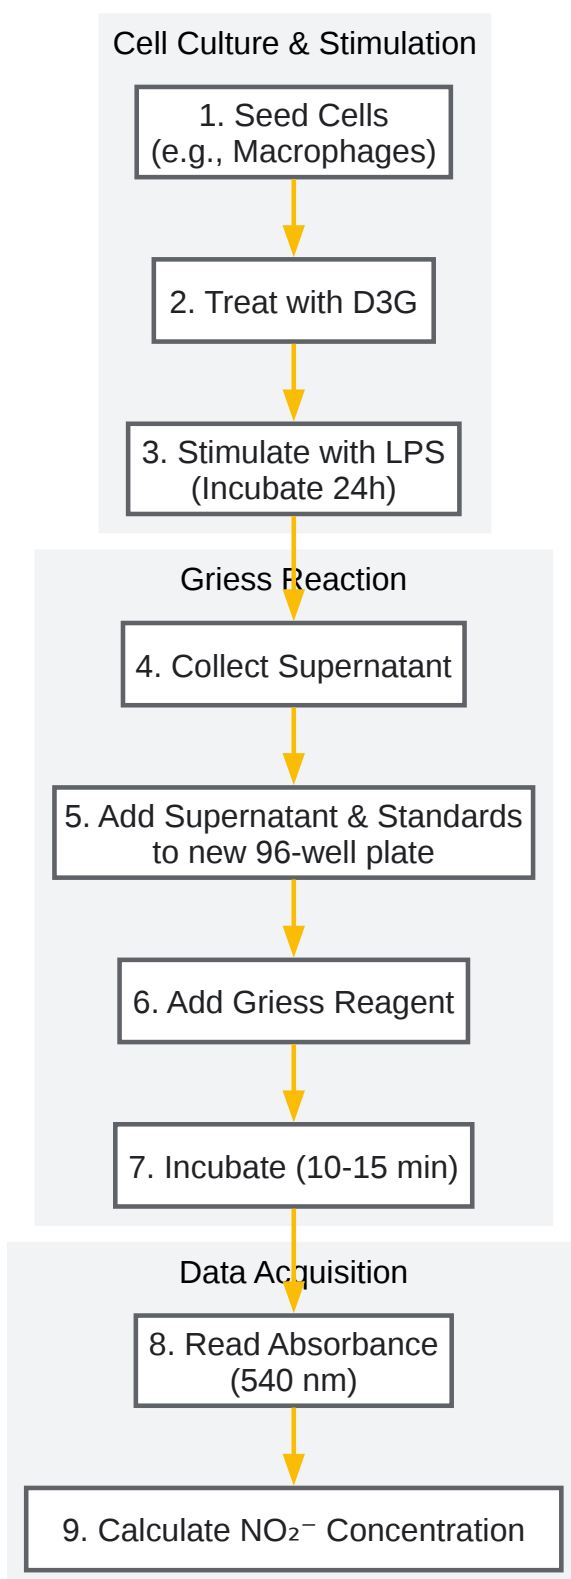 Cell Culture & Stimulation
1. Seed Cells
(e.g., Macrophages)
2. Treat with D3G
3. Stimulate with LPS
(Incubate 24h)
Griess Reaction
4. Collect Supernatant
5. Add Supernatant & Standards
to new 96-well plate
6. Add Griess Reagent
7. Incubate (10-15 min)
Data Acquisition
8. Read Absorbance
(540 nm)
9. Calculate NO₂⁻ Concentration